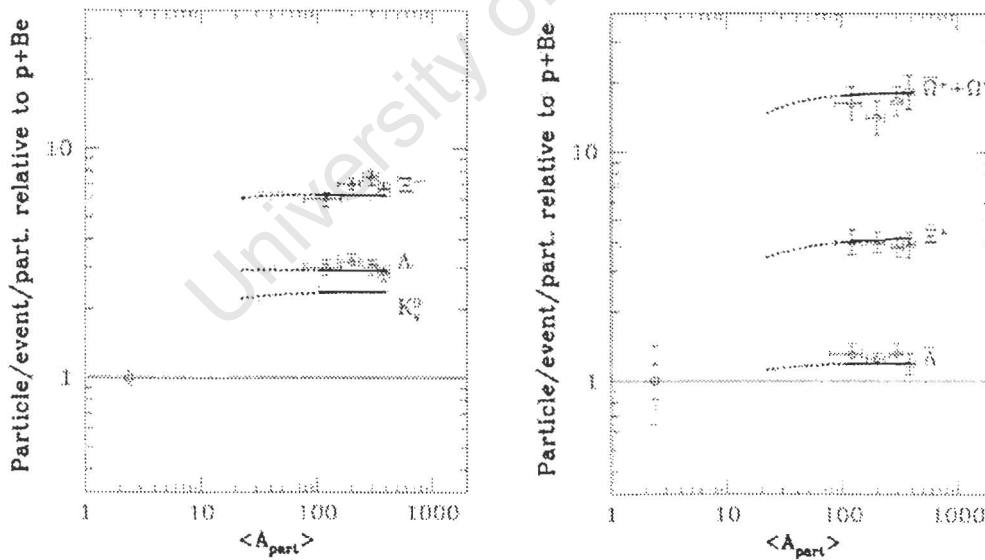 Particle/event/part. relative to p+Be
10
1
Ξ⁻
Λ
K⁰ₛ
1
10
100
1000
<A_part>
Particle/event/part. relative to p+Be
10
1
Ξ̄⁺
Λ̄
1
10
100
1000
<A_part>
University o